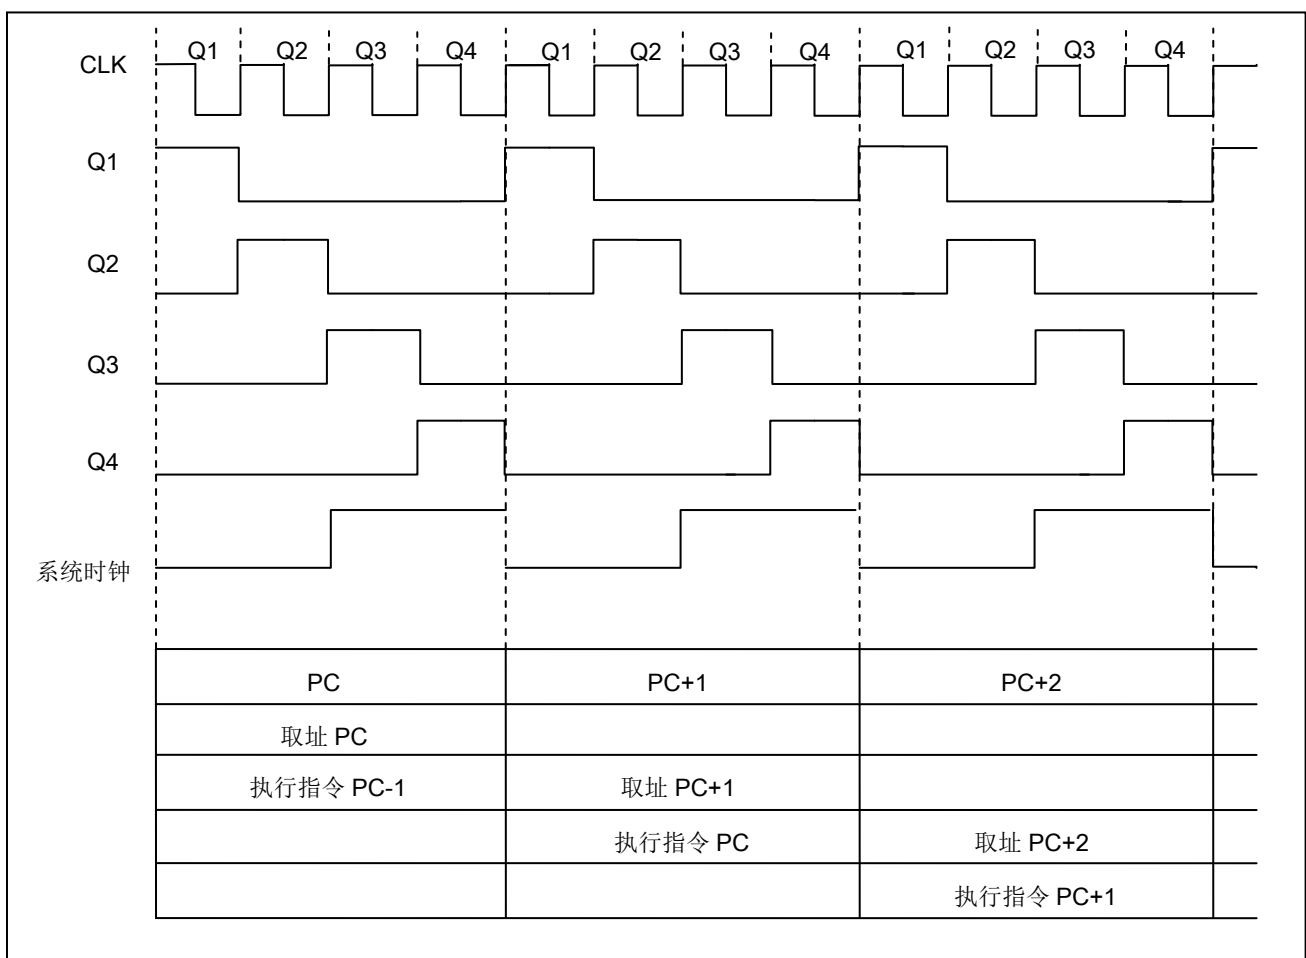 Q1 Q2 Q3 Q4 Q1 Q2 Q3 Q4 Q1 Q2 Q3 Q4
CLK
Q1
Q2
Q3
Q4
系统时钟
PC PC+1 PC+2
取址 PC
执行指令 PC-1 取址 PC+1
执行指令 PC 取址 PC+2
执行指令 PC+1